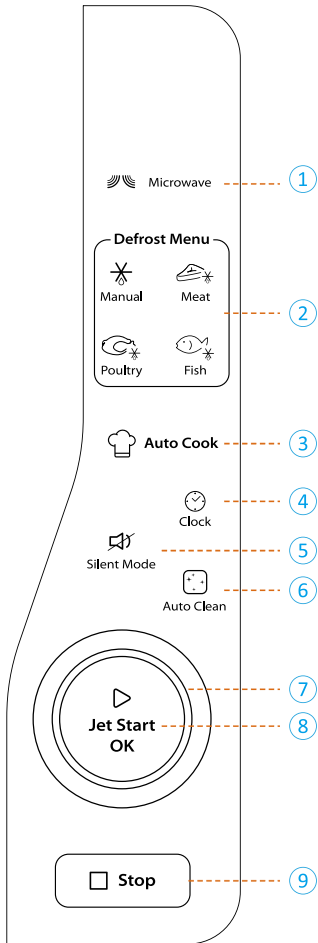 Microwave
1
Defrost Menu
Manual
Meat
2
Poultry
Fish
Auto Cook
3
4
Clock
5
Silent Mode
6
Auto Clean
7
Jet Start
8
OK
Stop
9